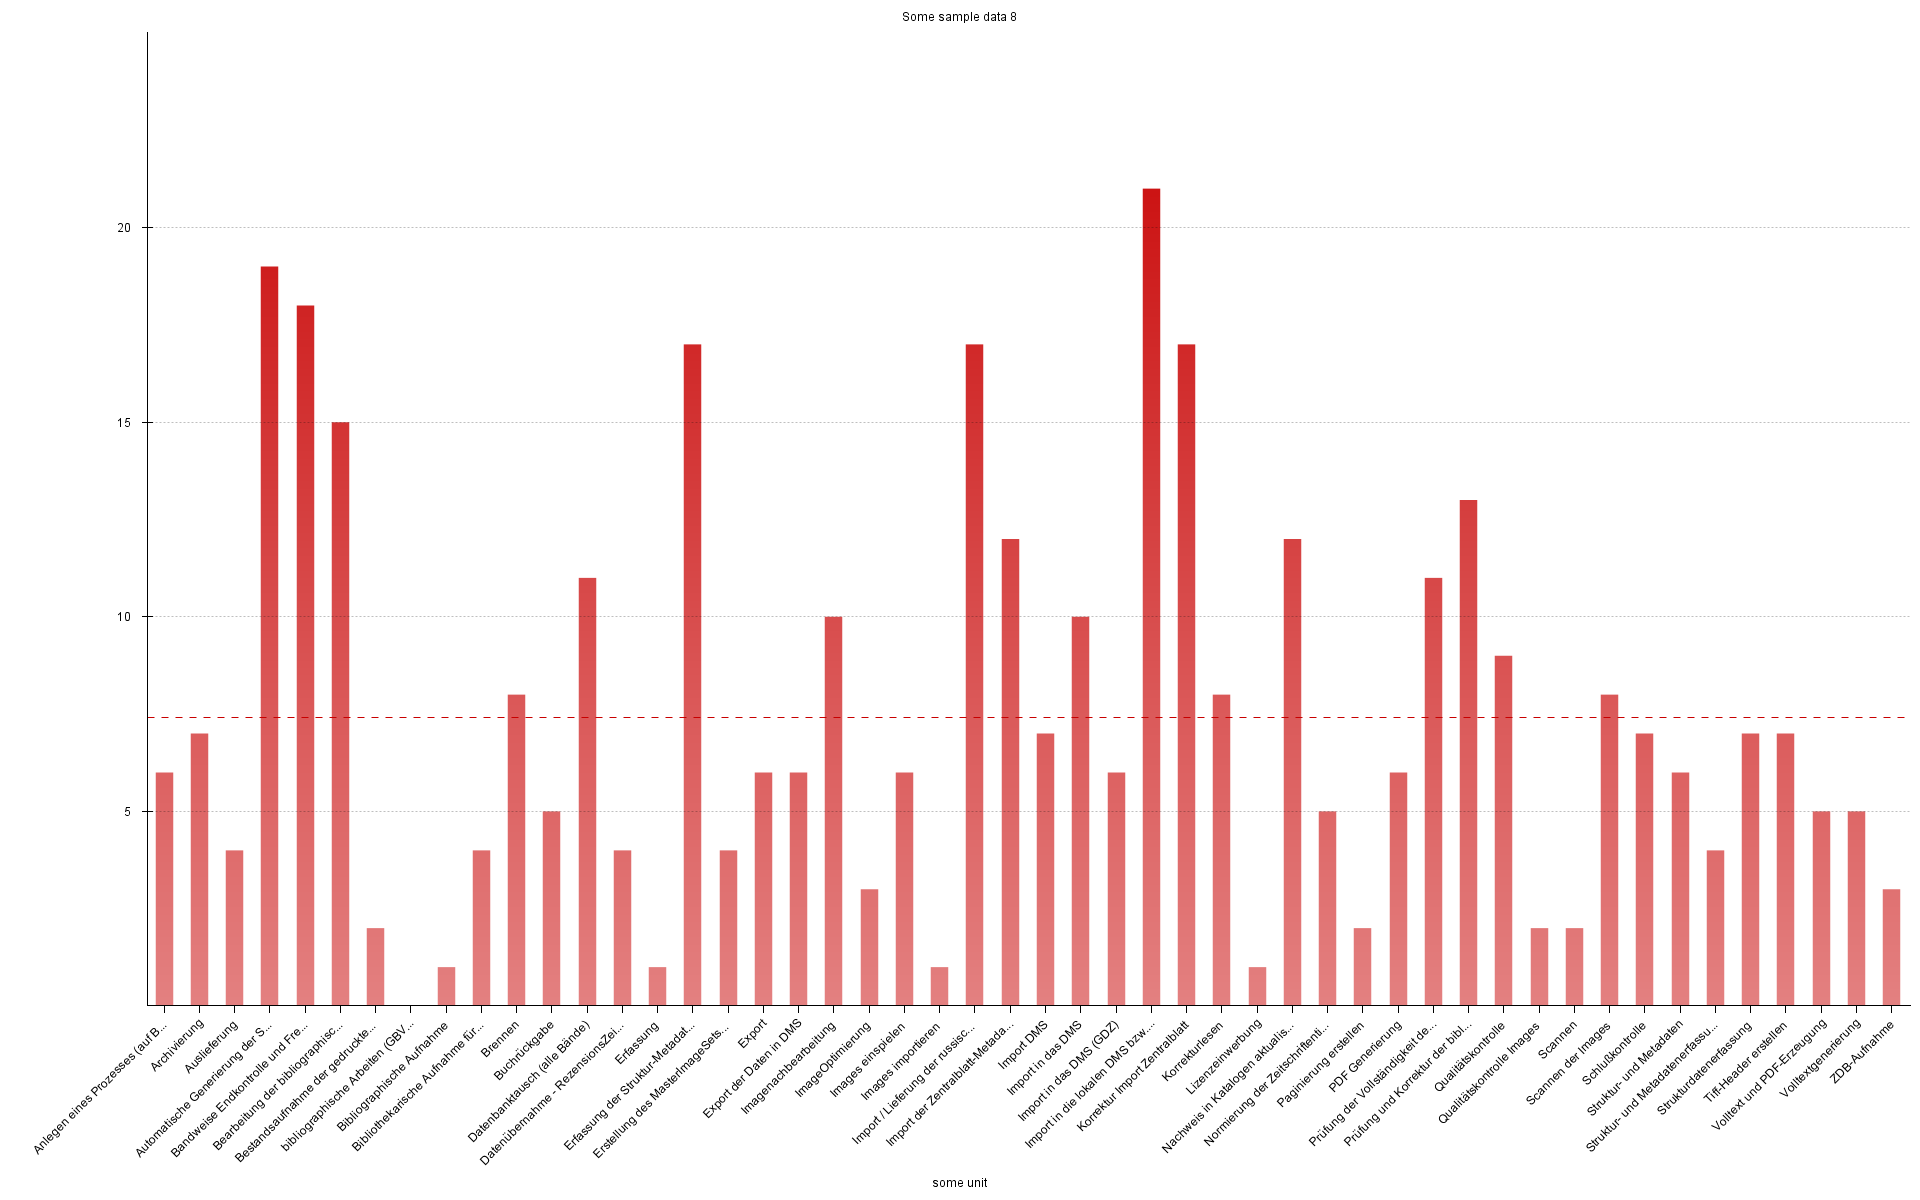 Some sample data 8
20
15
10
5
Anlegen eines Prozesses (auf B...
Archivierung
Auslieferung
Automatische Generierung der S...
Bandweise Endkontrolle und Fre...
Bearbeitung der bibliographisc...
Bestandsaufnahme der gedruckte...
bibliographische Arbeiten (GBV...
Bibliographische Aufnahme
Bibliothekarische Aufnahme für...
Brennen
Buchrückgabe
Datenbanktausch (alle Bände)
Datenübernahme - RezensionsZei...
Erfassung
Erfassung der Struktur-Metadat...
Erstellung des MasterImageSets...
Export
Export der Daten in DMS
Imagenachbearbeitung
ImageOptimierung
Images einspielen
Images importieren
Import / Lieferung der russisc...
Import der Zentralblatt-Metada...
Import DMS
Import in das DMS
Import in das DMS (GDZ)
Import in die lokalen DMS bzw....
Korrektur Import Zentralblatt
Korrekturlesen
Lizenzeinwerbung
Nachweis in Katalogen aktualis...
Normierung der Zeitschriftenti...
Paginierung erstellen
PDF Generierung
Prüfung der Vollständigkeit de...
Prüfung und Korrektur der bibl...
Qualitätskontrolle
Qualitätskontrolle Images
Scannen
Scannen der Images
Schlußkontrolle
Struktur- und Metadaten
Struktur- und Metadatenerfassu...
Strukturdatenerfassung
Tiff-Header erstellen
Volltext und PDF-Erzeugung
Volltextgenerierung
ZDB-Aufnahme
some unit